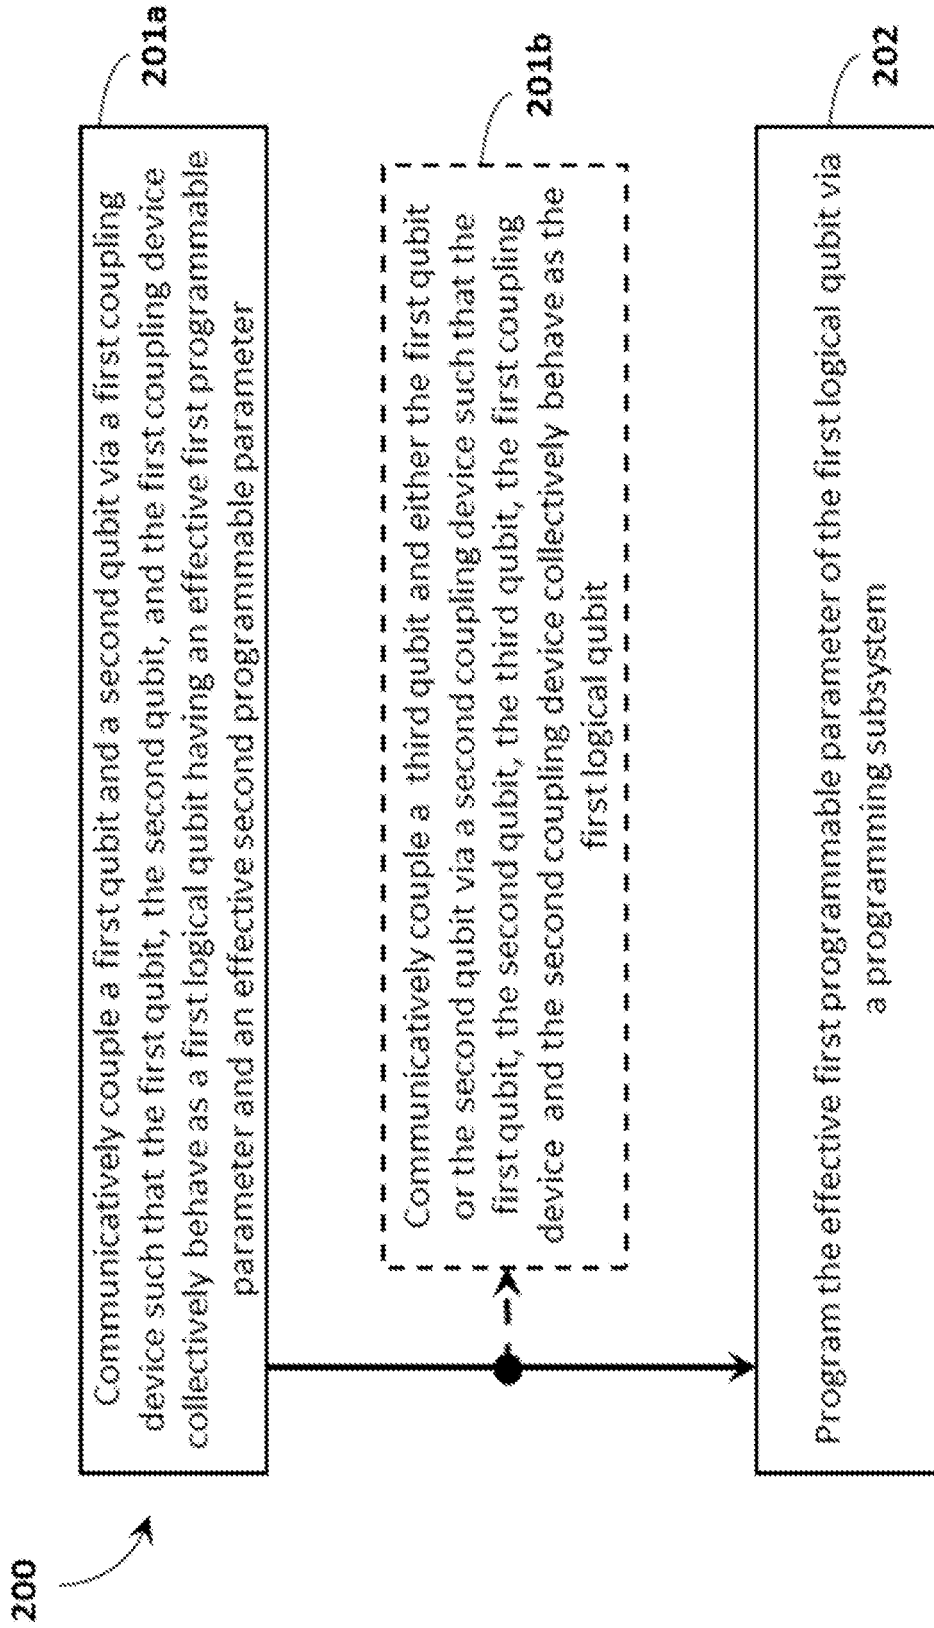 200
201a
Communicatively couple a first qubit and a second qubit via a first coupling
device such that the first qubit, the second qubit, and the first coupling device
collectively behave as a first logical qubit having an effective first programmable
parameter and an effective second programmable parameter
201b
Communicatively couple a third qubit and either the first qubit
or the second qubit via a second coupling device such that the
first qubit, the second qubit, the third qubit, the first coupling
device and the second coupling device collectively behave as the
first logical qubit
202
Program the effective first programmable parameter of the first logical qubit via
a programming subsystem